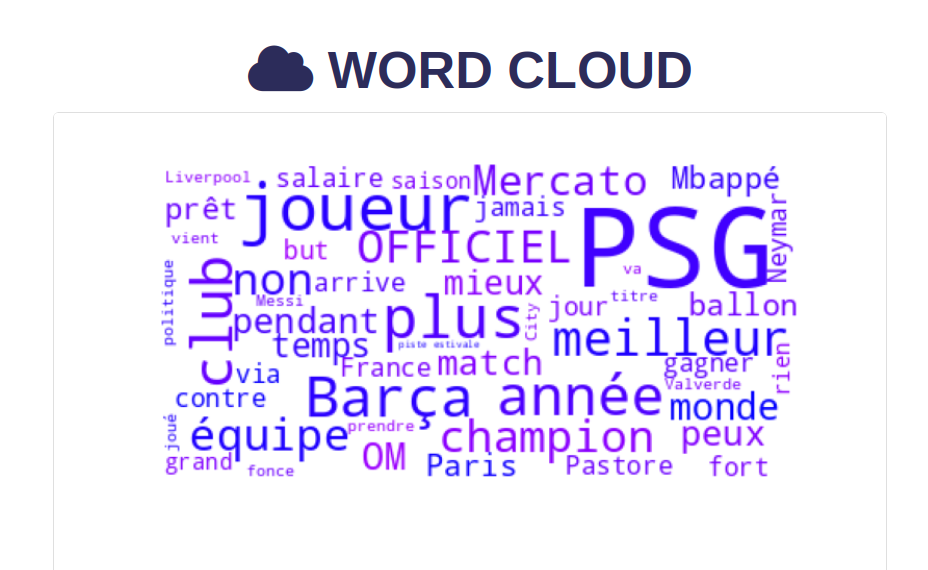 WORD CLOUD
Liverpool
salaire
saison
Mercato
Mbappé
prêt
joueur
jamais
PSG
Neymar
vient
but
OFFICIEL
va
politique
club
non
arrive
mieux
Messi
jour
titre
ballon
pendant
plus
City
temps
piste estivale
meilleur
France
match
gagner
rien
via
Valverde
contre
Barça
année
monde
joué
équipe
prendre
champion
peux
grand
fonce
OM
Paris
Pastore
fort